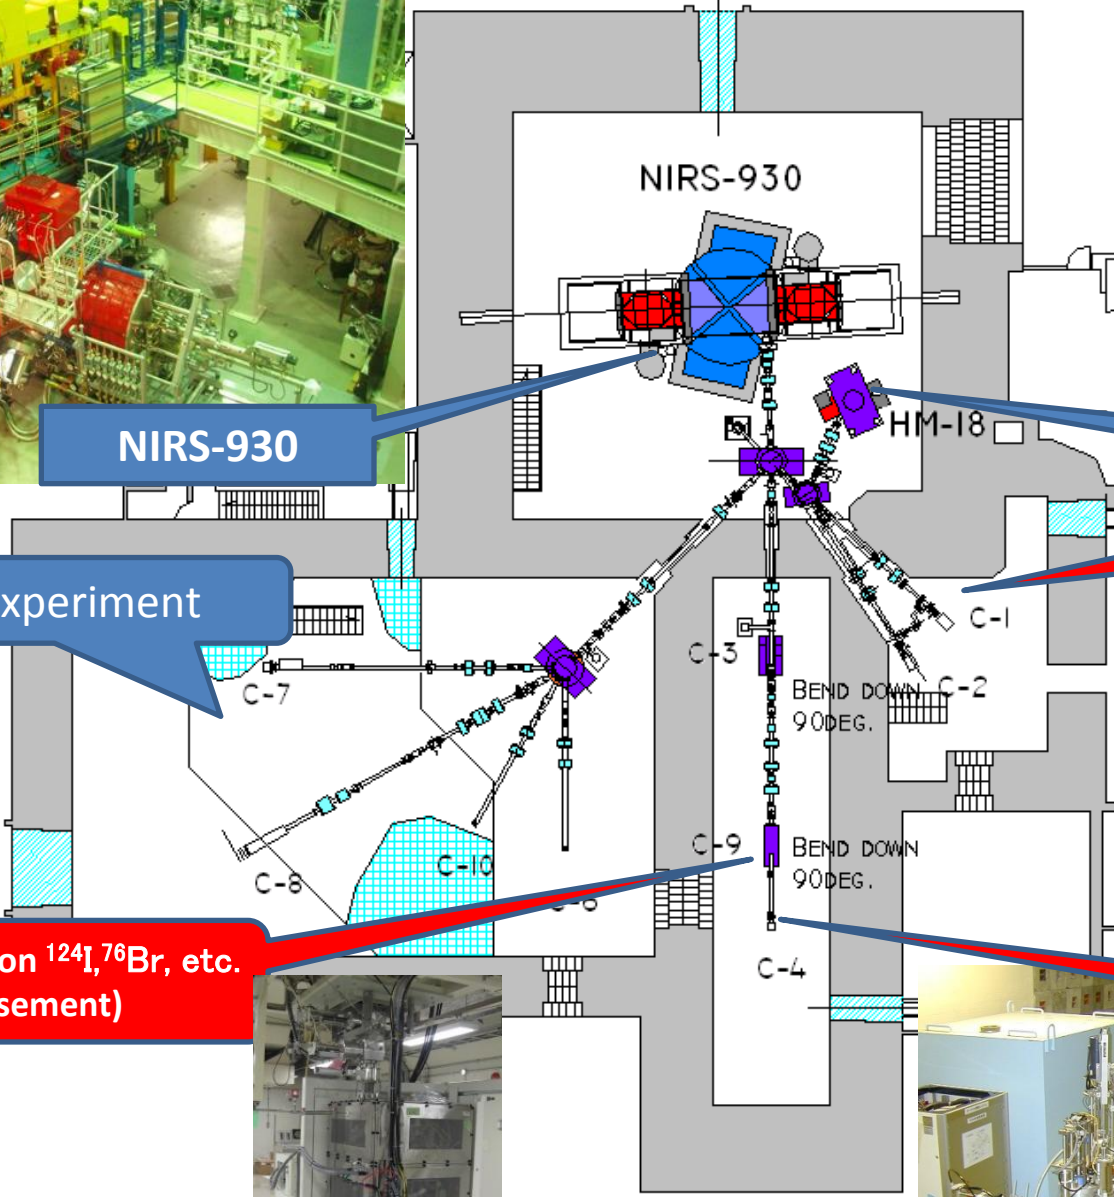 NIRS-930
NIRS-930
HM-18
xperiment
C-1
C-7
C-3
C-2
BEND DOWN
90DEG.
C-9
BEND DOWN
90DEG.
C-10
C-8
C-6
on ¹²⁴I,⁷⁶Br, etc.
sement)
C-4